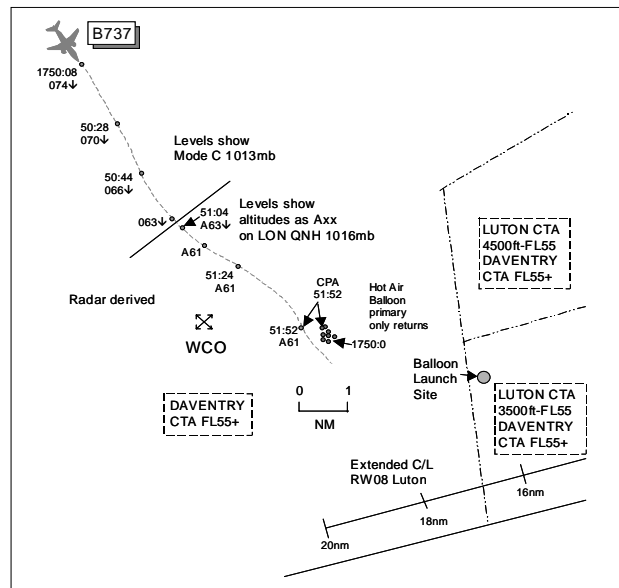 B737
1750:08
074↓
50:28
070↓
50:44
066↓
Levels show
Mode C 1013mb
063↓
51:04
A63↓
Levels show
altitudes as Axx
on LON QNH 1016mb
A61
51:24
A61
Radar derived
WCO
CPA
51:52
Hot Air
Balloon
primary
only returns
51:52
A61
1750:0
0 1
NM
DAVENTRY
CTA FL55+
LUTON CTA
4500ft-FL55
DAVENTRY
CTA FL55+
Balloon
Launch
Site
LUTON CTA
3500ft-FL55
DAVENTRY
CTA FL55+
Extended C/L
RW08 Luton
16nm
18nm
20nm